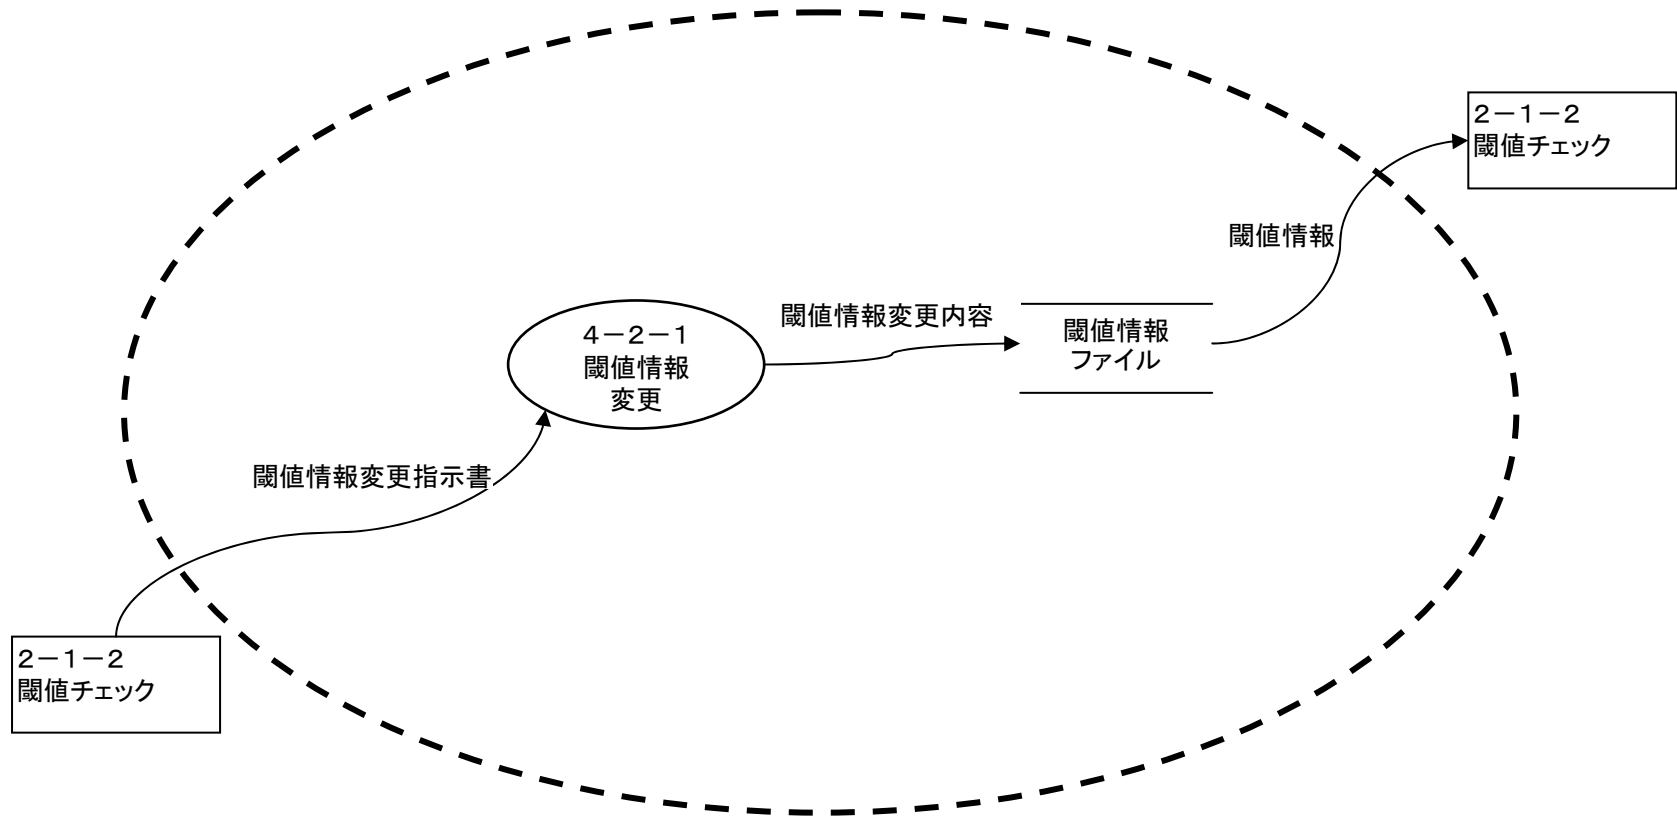 2-1-2
閾値チェック
閾値情報
閾値情報変更内容
閾値情報
ファイル
4-2-1
閾値情報
変更
閾値情報変更指示書
2-1-2
閾値チェック